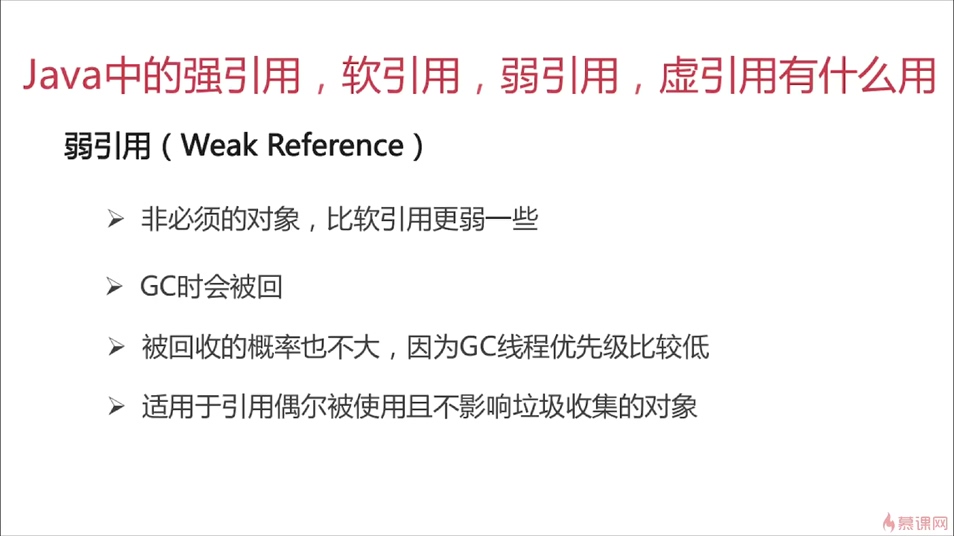 Java中的强引用，软引用，弱引用，虚引用有什么用
弱引用（Weak Reference）
非必须的对象，比软引用更弱一些
GC时会被回
被回收的概率也不大，因为GC线程优先级比较低
适用于引用偶尔被使用且不影响垃圾收集的对象
慕课网